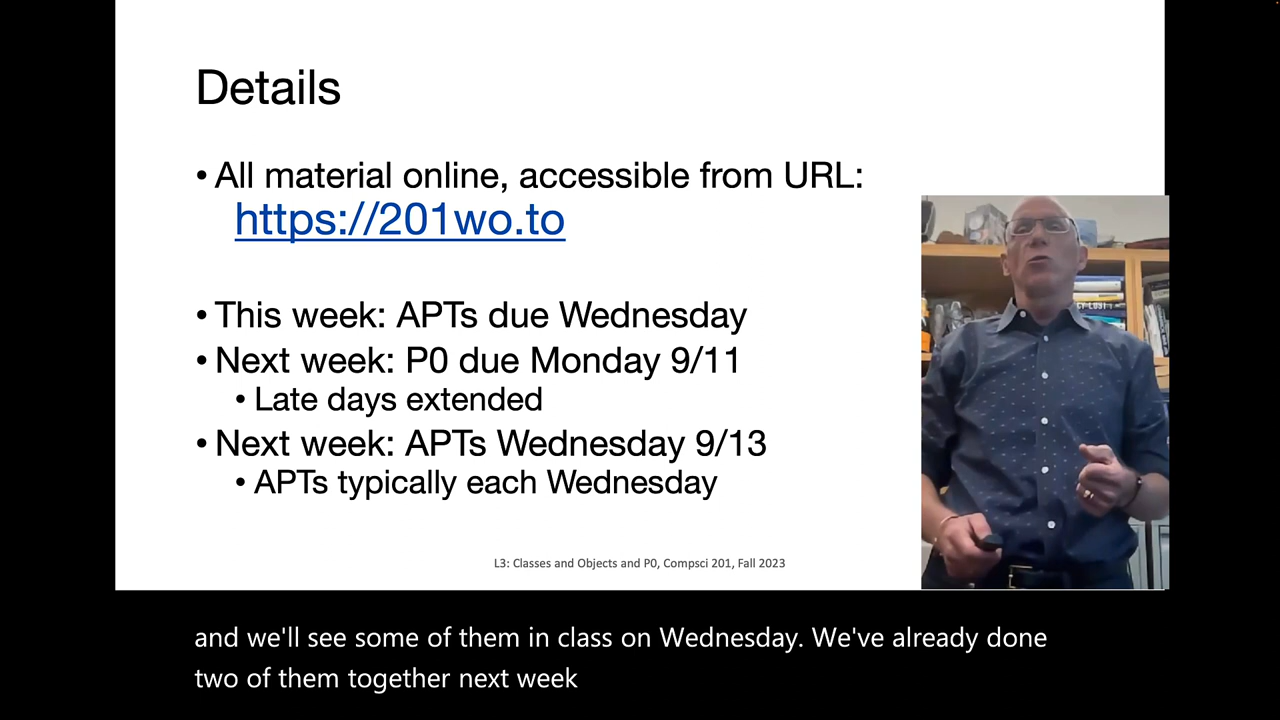 Details
• All material online, accessible from URL:
https://201wo.to
• This week: APTs due Wednesday
• Next week: P0 due Monday 9/11
• Late days extended
• Next week: APTs Wednesday 9/13
• APTs typically each Wednesday
L3: Classes and Objects and P0, Compsci 201, Fall 2023
and we'll see some of them in class on Wednesday. We've already done
two of them together next week